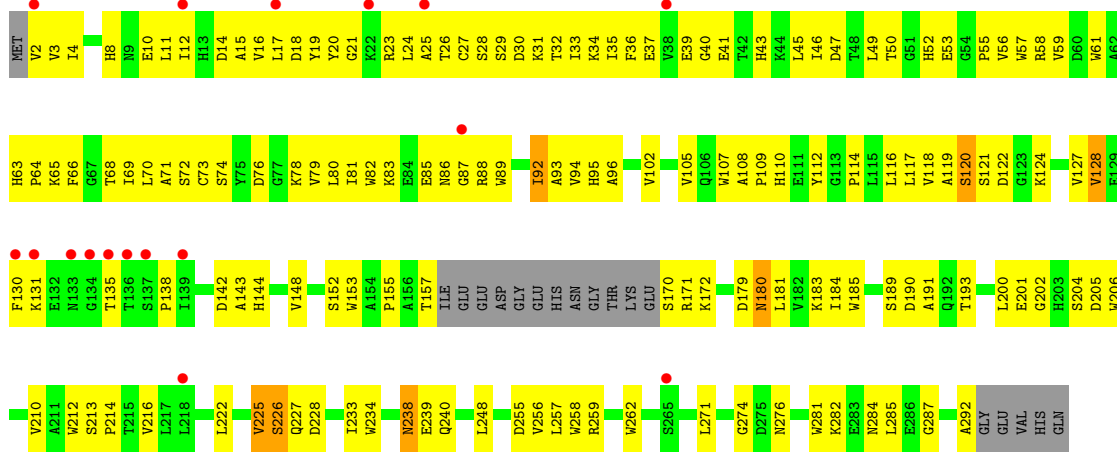 MET V2 V3 I4 H8 N9 E10 L11 I12 H13 D14 A15 V16 L17 D18 Y19 Y20 G21 K22 R23 L24 A25 T26 C27 S28 S29 D30 K31 T32 I33 K34 I35 F36 E37 V38 E39 G40 E41 T42 H43 K44 L45 I46 D47 T48 L49 T50 G51 H52 E53 G54 P55 V56 W57 R58 V59 D60 W61 A62
H63 P64 K65 F66 G67 T68 I69 L70 A71 S72 C73 S74 Y75 D76 G77 K78 V79 L80 I81 W82 K83 E84 E85 N86 G87 R88 W89 I92 A93 V94 H95 A96 V102 V105 Q106 W107 A108 P109 H110 E111 Y112 G113 P114 L115 L116 L117 V118 A119 S120 S121 D122 G123 K124 V127 V128 E129
F130 K131 E132 N133 G134 T135 T136 S137 P138 I139 D142 A143 H144 V148 S152 W153 A154 P155 A156 T157 ILE GLU GLU ASP GLY GLU HIS ASN GLY THR LYS GLU S170 R171 K172 D179 N180 L181 V182 K183 I184 W185 S189 D190 A191 Q192 T193 L200 E201 G202 H203 S204 D205 W206
V210 A211 W212 S213 P214 T215 V216 L217 L218 L222 V225 S226 Q227 D228 I233 W234 N238 E239 Q240 L248 D255 V256 L257 W258 R259 W262 S265 L271 G274 D275 N276 W281 K282 E283 N284 L285 E286 G287 A292 GLY GLU VAL HIS GLN